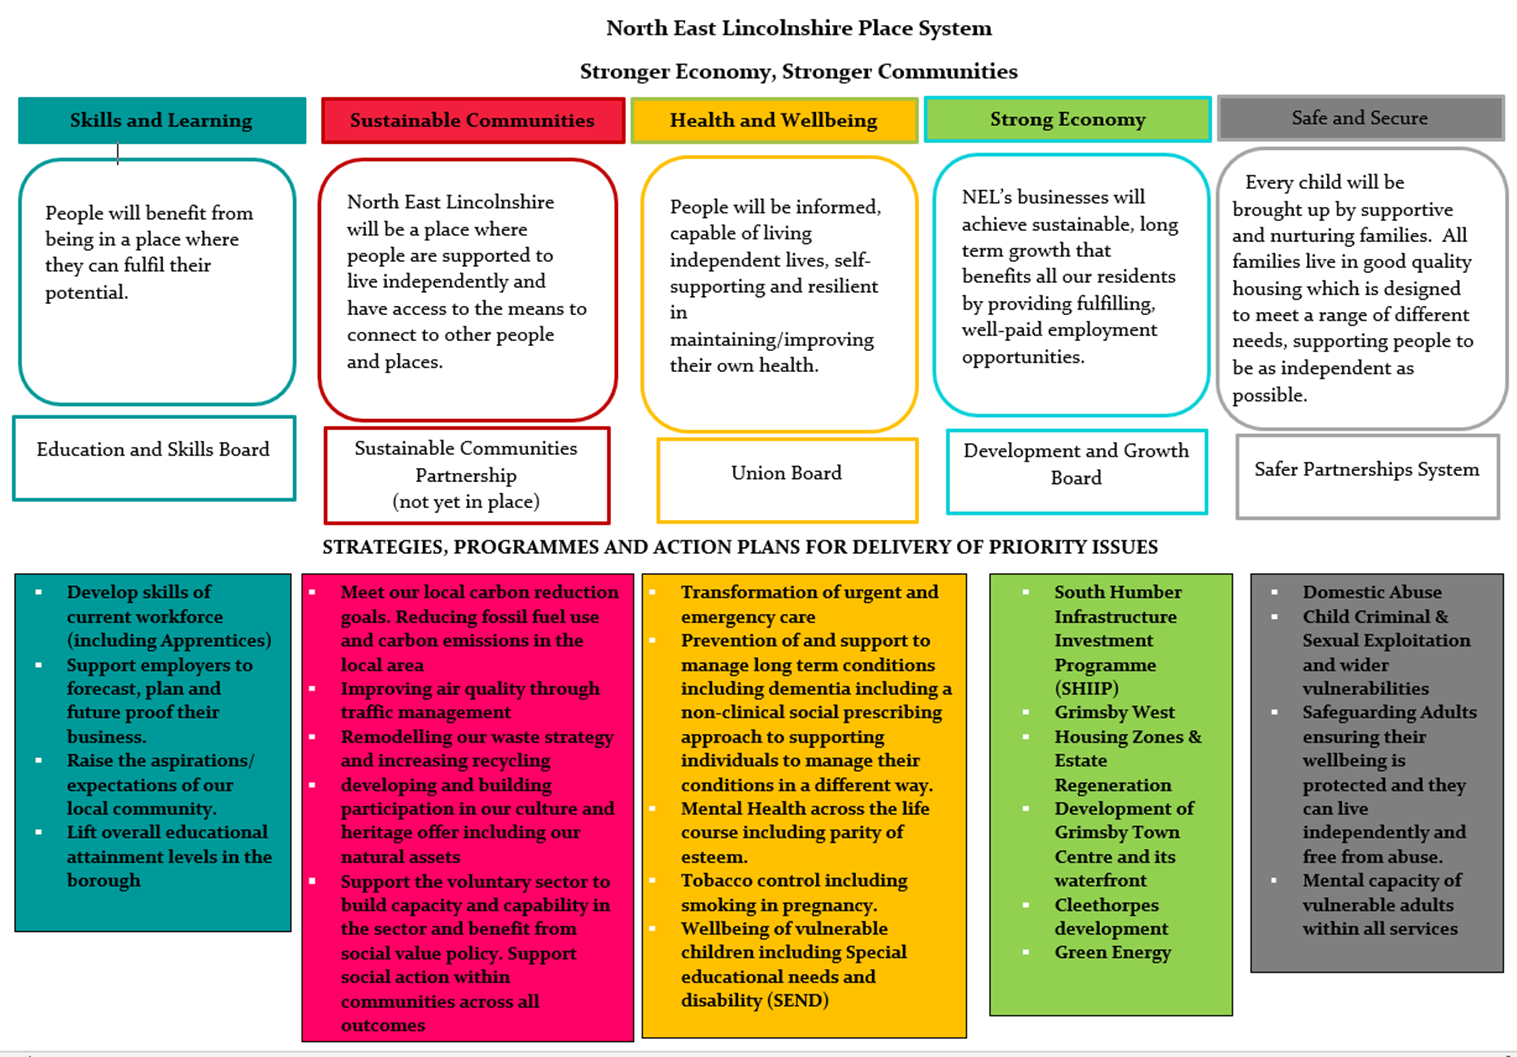 North East Lincolnshire Place System
Stronger Economy, Stronger Communities
Skills and Learning
Sustainable Communities
Health and Wellbeing
Strong Economy
Safe and Secure
People will benefit from
being in a place where
they can fulfil their
potential.
North East Lincolnshire
will be a place where
people are supported to
live independently and
have access to the means to
connect to other people
and places.
People will be informed,
capable of living
independent lives, self-
supporting and resilient
in
maintaining/improving
their own health.
NEL's businesses will
achieve sustainable, long
term growth that
benefits all our residents
by providing fulfilling,
well-paid employment
opportunities.
Every child will be
brought up by supportive
and nurturing families.  All
families live in good quality
housing which is designed
to meet a range of different
needs, supporting people to
be as independent as
possible.
Education and Skills Board
Sustainable Communities
Partnership
(not yet in place)
Union Board
Development and Growth
Board
Safer Partnerships System
STRATEGIES, PROGRAMMES AND ACTION PLANS FOR DELIVERY OF PRIORITY ISSUES
▪ Develop skills of
current workforce
(including Apprentices)
▪ Support employers to
forecast, plan and
future proof their
business.
▪ Raise the aspirations/
expectations of our
local community.
▪ Lift overall educational
attainment levels in the
borough
▪ Meet our local carbon reduction
goals. Reducing fossil fuel use
and carbon emissions in the
local area
▪ Improving air quality through
traffic management
▪ Remodelling our waste strategy
and increasing recycling
▪ developing and building
participation in our culture and
heritage offer including our
natural assets
▪ Support the voluntary sector to
build capacity and capability in
the sector and benefit from
social value policy. Support
social action within
communities across all
outcomes
▪ Transformation of urgent and
emergency care
▪ Prevention of and support to
manage long term conditions
including dementia including a
non-clinical social prescribing
approach to supporting
individuals to manage their
conditions in a different way.
▪ Mental Health across the life
course including parity of
esteem.
▪ Tobacco control including
smoking in pregnancy.
▪ Wellbeing of vulnerable
children including Special
educational needs and
disability (SEND)
▪ South Humber
Infrastructure
Investment
Programme
(SHIIP)
▪ Grimsby West
▪ Housing Zones &
Estate
Regeneration
▪ Development of
Grimsby Town
Centre and its
waterfront
▪ Cleethorpes
development
▪ Green Energy
▪ Domestic Abuse
▪ Child Criminal &
Sexual Exploitation
and wider
vulnerabilities
▪ Safeguarding Adults
ensuring their
wellbeing is
protected and they
can live
independently and
free from abuse.
▪ Mental capacity of
vulnerable adults
within all services